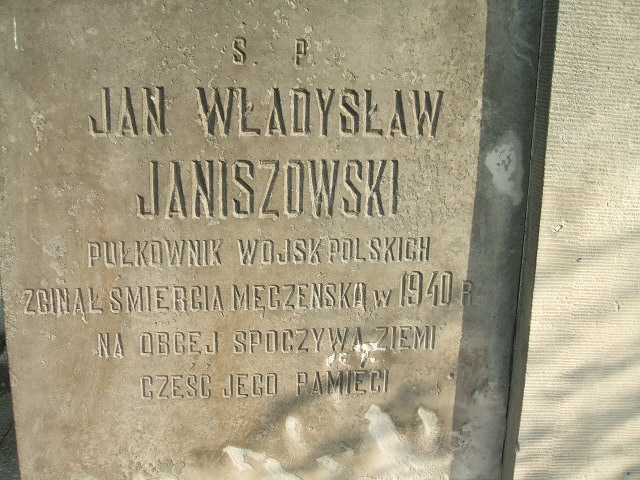 Ś P
JAN WŁADYSŁAW
JANISZOWSKI
PUŁKOWNIK WOJSK POLSKICH
ZGINĄŁ ŚMIERCIĄ MĘCZEŃSKĄ W 1940 R
NA OBCEJ SPOCZYWA ZIEMI
CZEŚĆ JEGO PAMIĘCI